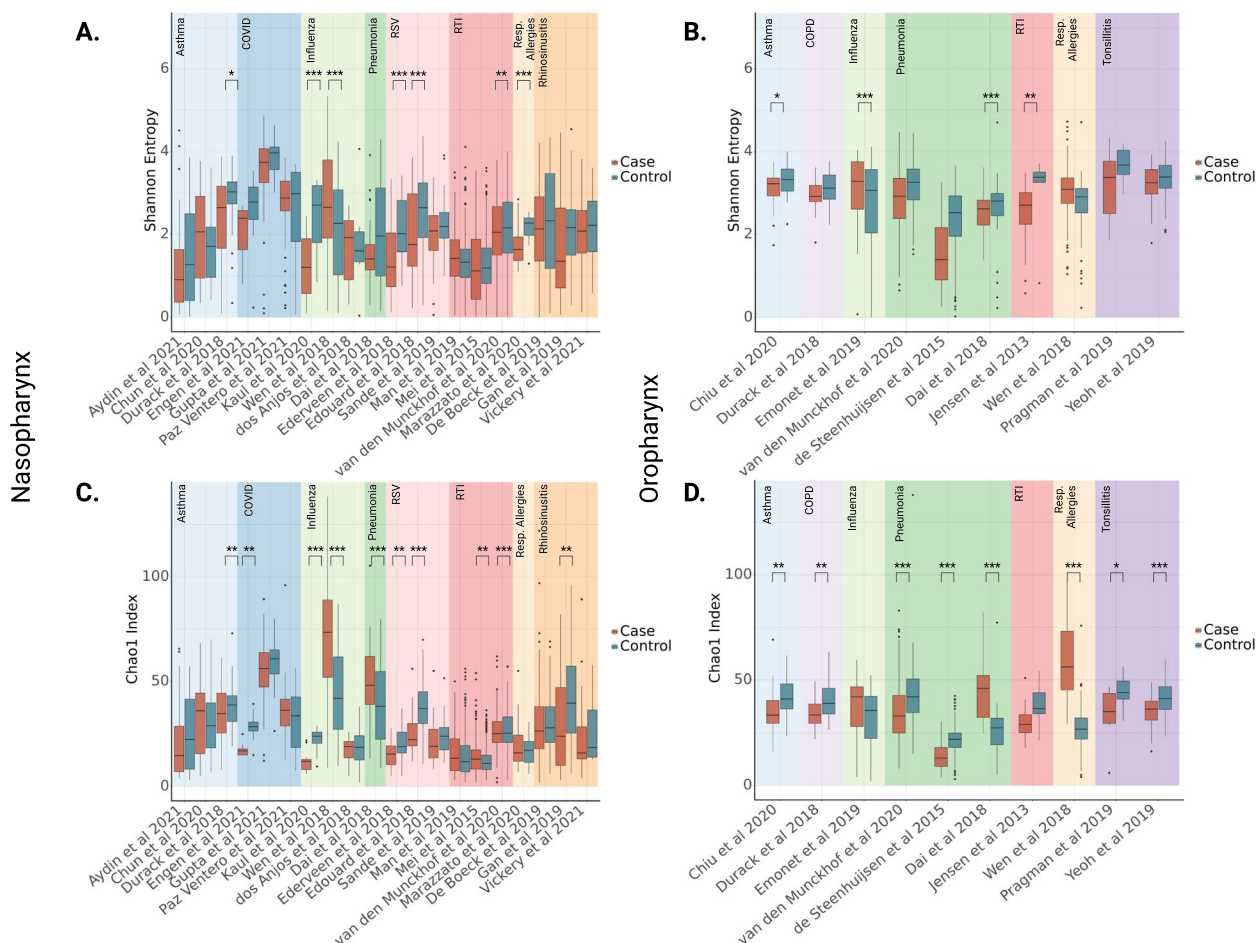 Nasopharynx
A.
Asthma
COVID
Influenza
Pneumonia
RSV
RTI
Resp.
Allergies
Rhinosinusitis
Shannon Entropy
6
4
2
0
*
***
***
***
***
**
***
Case
Control
Aydin et al 2021
Chun et al 2020
Durack et al 2018
Engen et al 2021
Gupta et al 2021
Paz Ventero et al 2021
Kaul et al 2020
Wen et al 2018
dos Anjos et al 2018
Dai et al 2018
Ederveen et al 2018
Edouard et al 2018
Sande et al 2019
Man et al 2019
Mei et al 2015
van den Munckhof et al 2020
Marazzato et al 2020
De Boeck et al 2019
Gan et al 2019
Vickery et al 2021
Oropharynx
B.
Asthma
COPD
Influenza
Pneumonia
RTI
Resp.
Allergies
Tonsillitis
Shannon Entropy
6
4
2
0
*
***
***
**
Case
Control
Chiu et al 2020
Durack et al 2018
Emonet et al 2019
van den Munckhof et al 2020
de Steenhuijsen et al 2015
Dai et al 2018
Jensen et al 2013
Wen et al 2018
Pragman et al 2019
Yeoh et al 2019
C.
Asthma
COVID
Influenza
Pneumonia
RSV
RTI
Resp. Allergies
Rhinosinusitis
Chao1 Index
100
50
0
**
**
***
***
***
**
***
**
***
**
Case
Control
Aydin et al 2021
Chun et al 2020
Durack et al 2018
Engen et al 2021
Gupta et al 2021
Paz Ventero et al 2021
Kaul et al 2020
Wen et al 2018
dos Anjos et al 2018
Dai et al 2018
Ederveen et al 2018
Edouard et al 2018
Sande et al 2019
Man et al 2019
Mei et al 2015
van den Munckhof et al 2020
Marazzato et al 2020
De Boeck et al 2019
Gan et al 2019
Vickery et al 2021
D.
Asthma
COPD
Influenza
Pneumonia
RTI
Resp.
Allergies
Tonsillitis
Chao1 Index
100
50
0
**
**
***
***
***
***
*
***
Case
Control
Chiu et al 2020
Durack et al 2018
Emonet et al 2019
van den Munckhof et al 2020
de Steenhuijsen et al 2015
Dai et al 2018
Jensen et al 2013
Wen et al 2018
Pragman et al 2019
Yeoh et al 2019